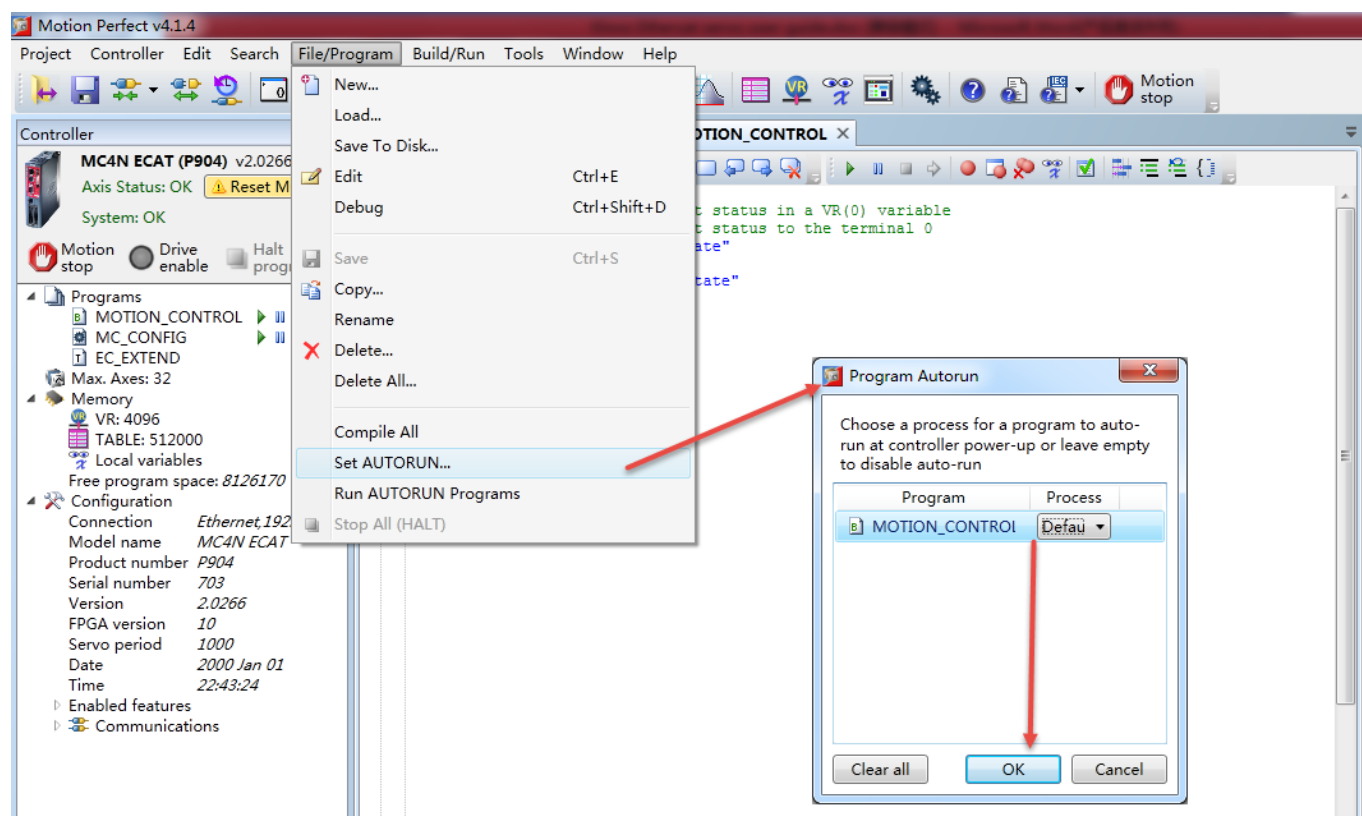 Motion Perfect v4.1.4
Project Controller Edit Search File/Program Build/Run Tools Window Help
Motion stop
Controller
MC4N ECAT (P904) v2.0266
Axis Status: OK
Reset M
System: OK
Motion stop
Drive enable
Halt
Programs
MOTION_CONTROL
MC_CONFIG
EC_EXTEND
Max. Axes: 32
Memory
VR: 4096
TABLE: 512000
Local variables
Free program space: 8126170
Configuration
Connection Ethernet,192
Model name MC4N ECAT
Product number P904
Serial number 703
Version 2.0266
FPGA version 10
Servo period 1000
Date 2000 Jan 01
Time 22:43:24
Enabled features
Communications
New...
Load...
Save To Disk...
Edit Ctrl+E
Debug Ctrl+Shift+D
Save Ctrl+S
Copy...
Rename
Delete...
Delete All...
Compile All
Set AUTORUN...
Run AUTORUN Programs
Stop All (HALT)
OTION_CONTROL
t status in a VR(0) variable
t status to the terminal 0
ate"
tate"
Program Autorun
Choose a process for a program to auto-
run at controller power-up or leave empty
to disable auto-run
Program Process
MOTION_CONTROL Defau
Clear all OK Cancel